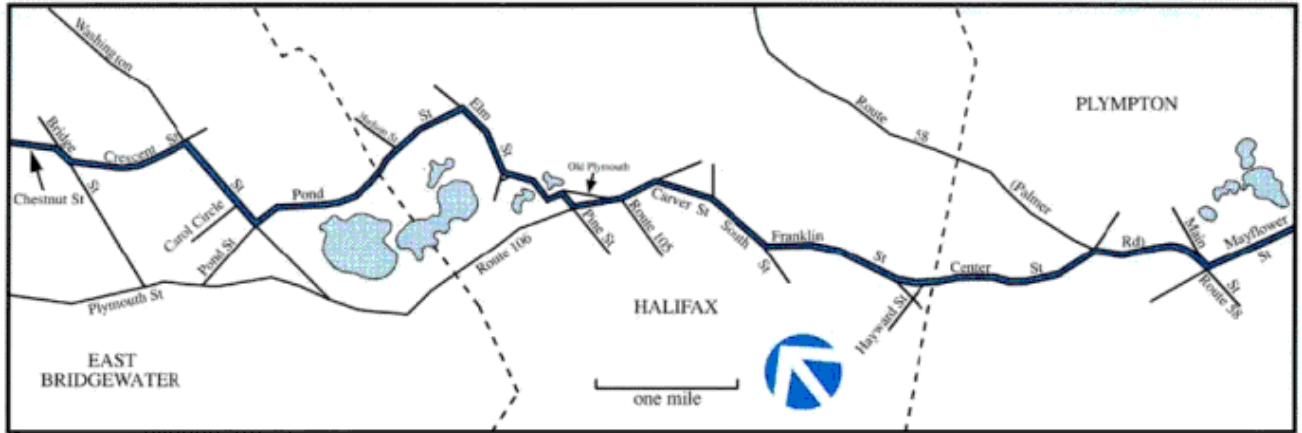 Washington
St
Bridge
St
Crescent
St
Chestnut St
Carol Circle
Pond St
Plymouth St
EAST
BRIDGEWATER
Pond
St
Hudson St
Elm
St
Old Plymouth
Route 106
Pine St
Route 105
Carver St
South
St
HALIFAX
one mile
Franklin
St
Hayward St
Center
St
Route
58
(Palmer
Rd)
PLYMPTON
Main
St
Route 58
Mayflower
St